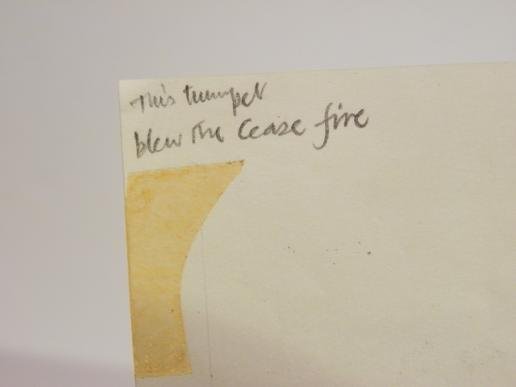 This trumpet
blew The Cease fire